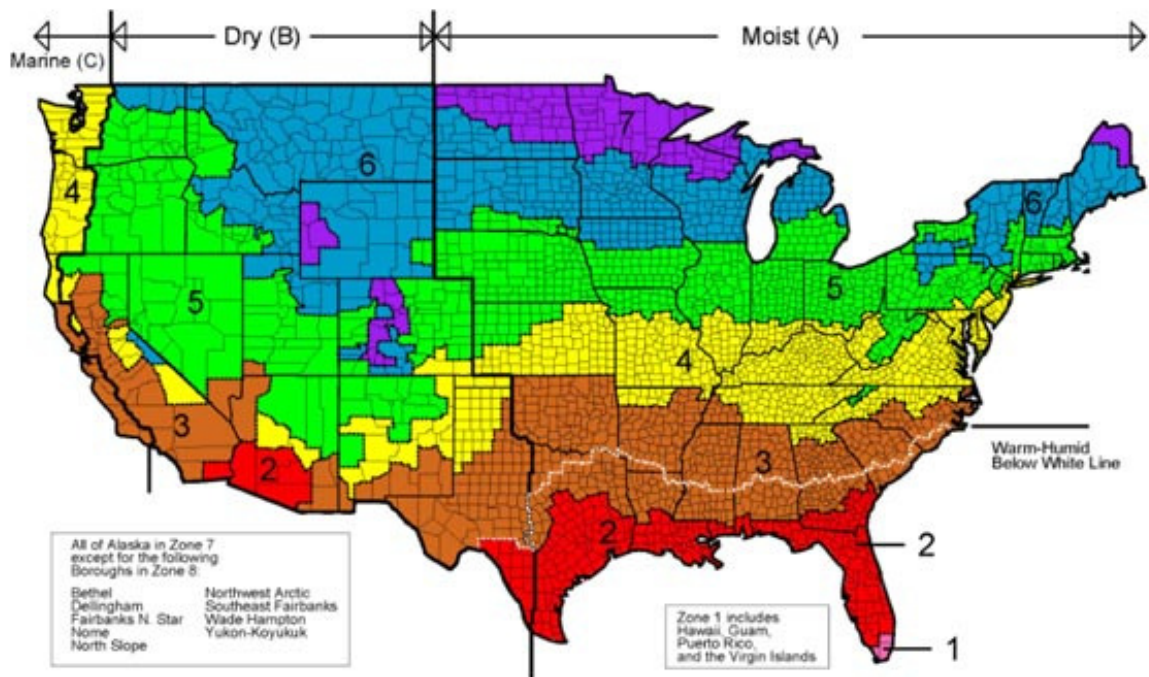 Marine (C)
Dry (B)
Moist (A)
7
6
4
6
5
5
4
3
3
2
2
Warm-Humid
Below White Line
2
1
All of Alaska in Zone 7
except for the following
Boroughs in Zone 8:
Bethel Northwest Arctic
Dellingham Southeast Fairbanks
Fairbanks N. Star Wade Hampton
Nome Yukon-Koyukuk
North Slope
Zone 1 includes
Hawaii, Guam,
Puerto Rico,
and the Virgin Islands